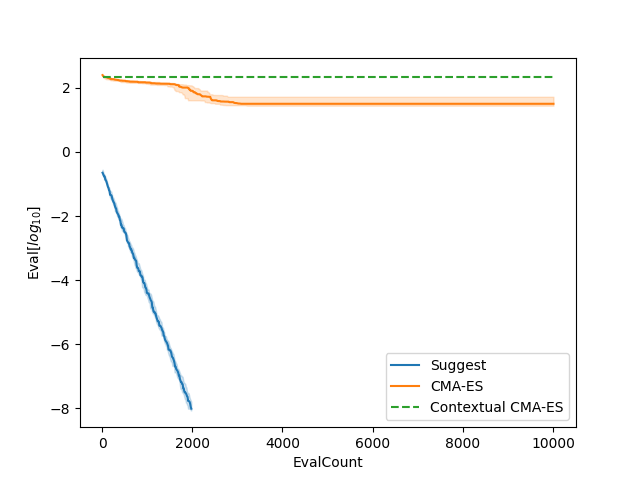 2
0
−2
−4
−6
−8
Eval[log10]
0 2000 4000 6000 8000 10000
EvalCount
Suggest
CMA-ES
Contextual CMA-ES